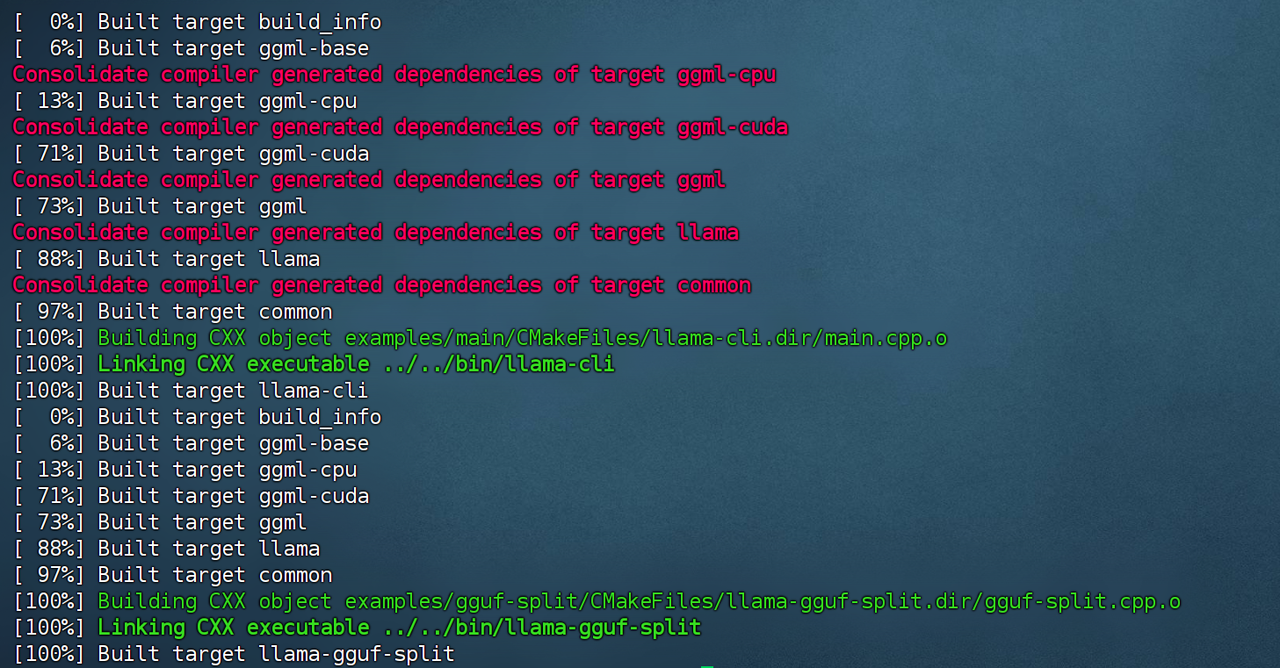 [  0%] Built target build_info
[  6%] Built target ggml-base
Consolidate compiler generated dependencies of target ggml-cpu
[ 13%] Built target ggml-cpu
Consolidate compiler generated dependencies of target ggml-cuda
[ 71%] Built target ggml-cuda
Consolidate compiler generated dependencies of target ggml
[ 73%] Built target ggml
Consolidate compiler generated dependencies of target llama
[ 88%] Built target llama
Consolidate compiler generated dependencies of target common
[ 97%] Built target common
[100%] Building CXX object examples/main/CMakeFiles/llama-cli.dir/main.cpp.o
[100%] Linking CXX executable ../../bin/llama-cli
[100%] Built target llama-cli
[  0%] Built target build_info
[  6%] Built target ggml-base
[ 13%] Built target ggml-cpu
[ 71%] Built target ggml-cuda
[ 73%] Built target ggml
[ 88%] Built target llama
[ 97%] Built target common
[100%] Building CXX object examples/gguf-split/CMakeFiles/llama-gguf-split.dir/gguf-split.cpp.o
[100%] Linking CXX executable ../../bin/llama-gguf-split
[100%] Built target llama-gguf-split